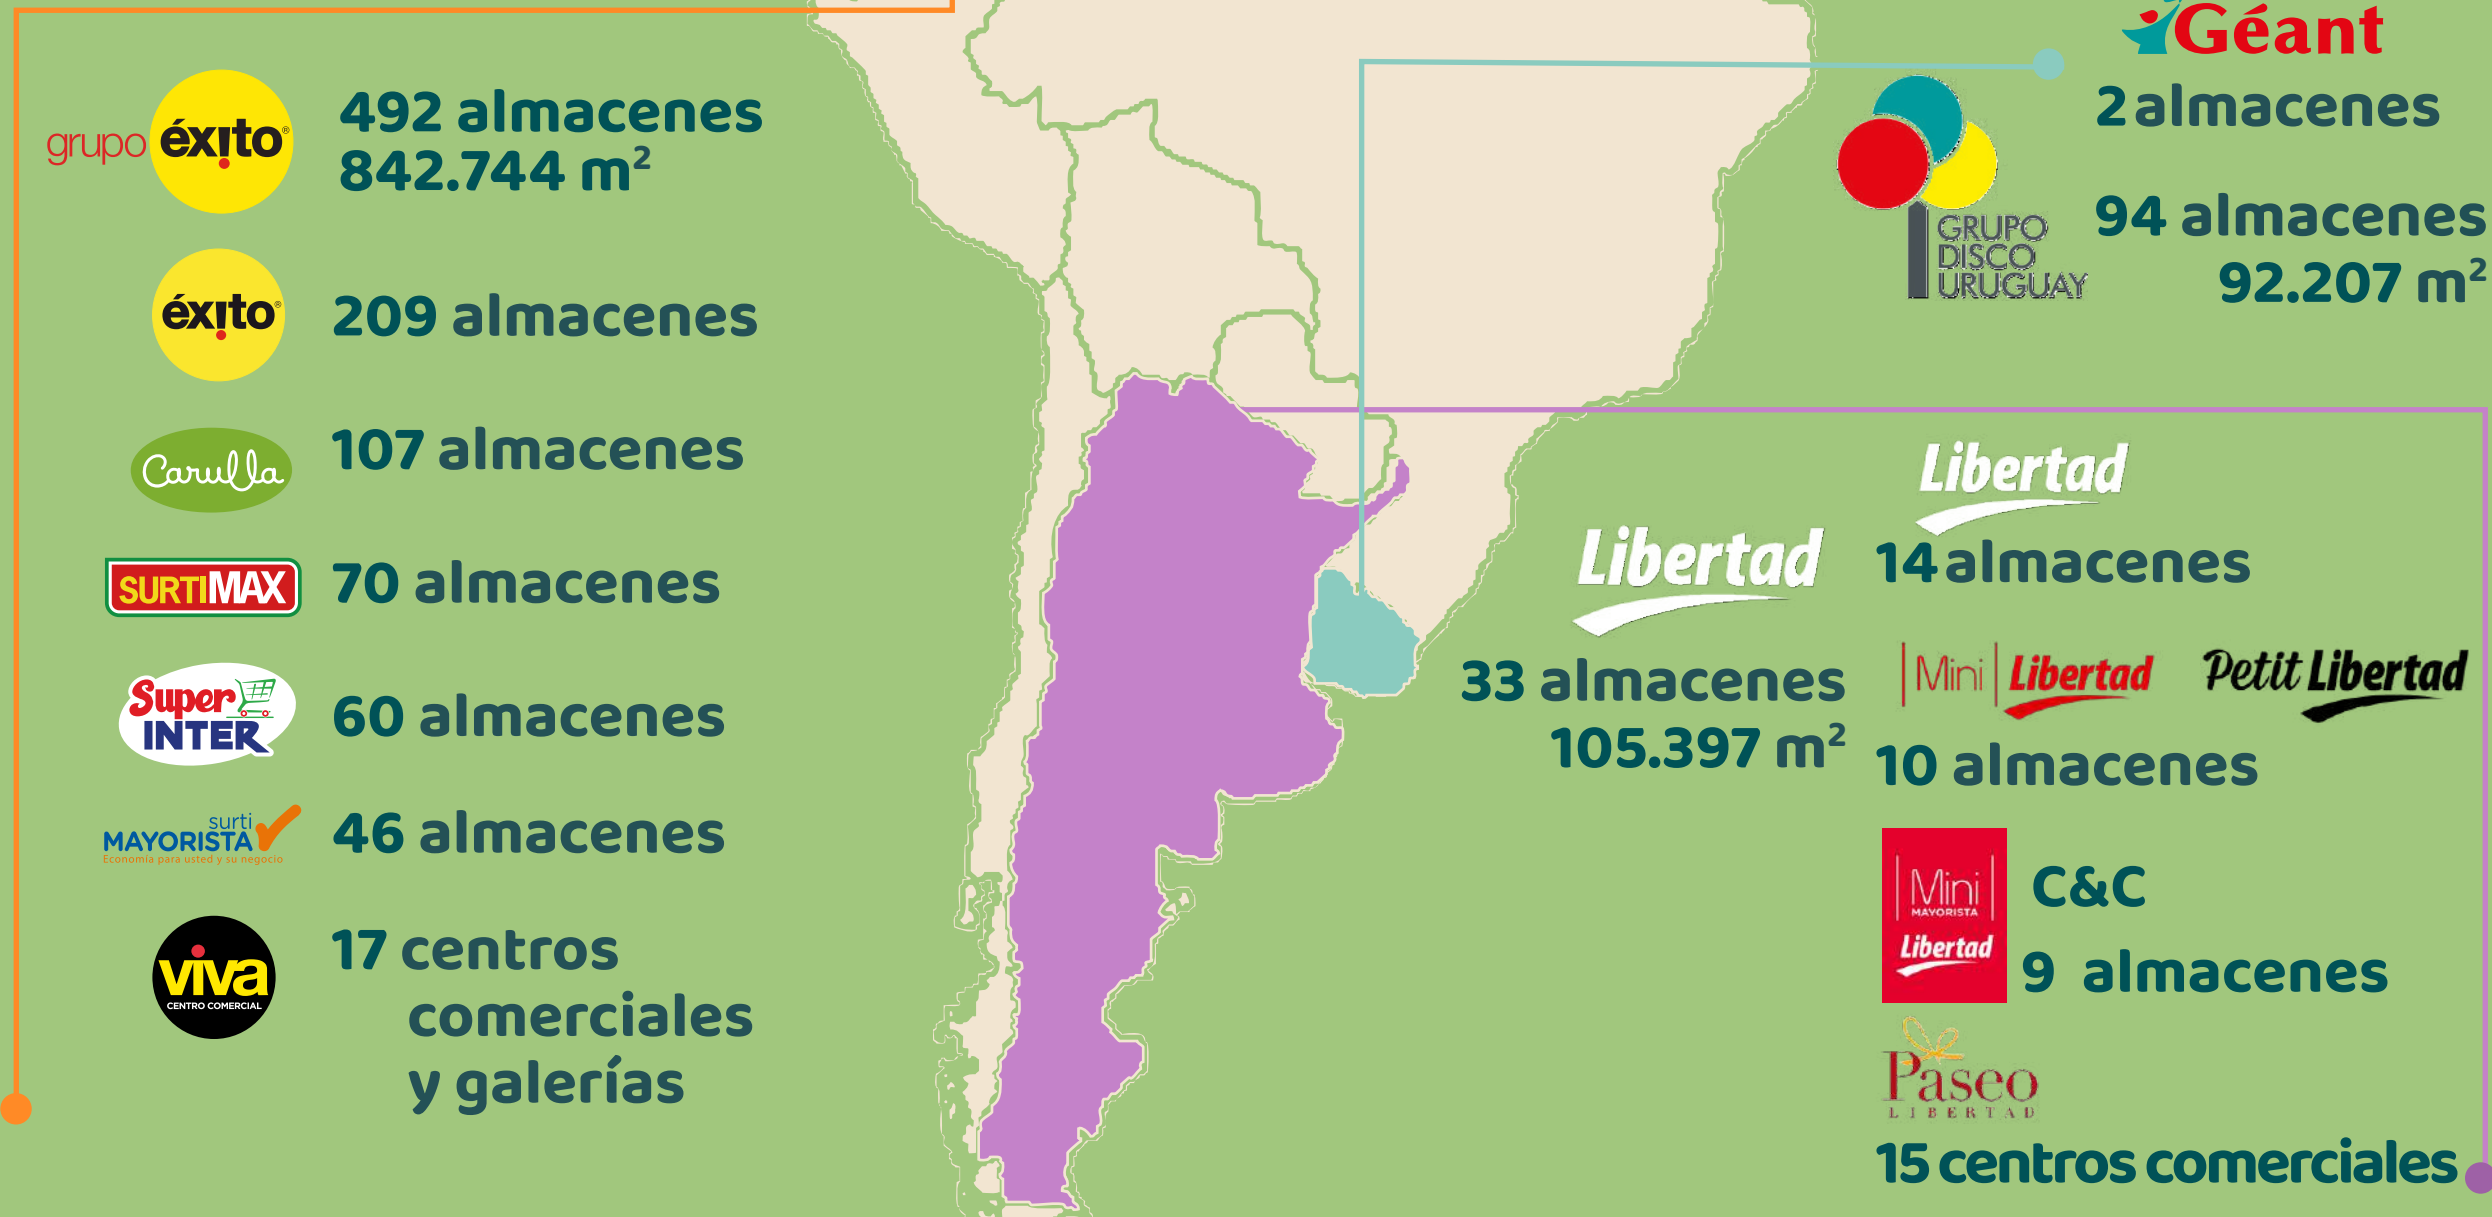 grupo éxito®
492 almacenes
842.744 m²
éxito®
209 almacenes
Carulla
107 almacenes
SURTIMAX
70 almacenes
Super
INTER
60 almacenes
surti
MAYORISTA
Economía para usted y su negocio
46 almacenes
viva
CENTRO COMERCIAL
17 centros
comerciales
y galerías
Géant
2 almacenes
GRUPO
DISCO
URUGUAY
94 almacenes
92.207 m²
Libertad
33 almacenes
105.397 m²
Libertad
14 almacenes
Mini Libertad
Petit Libertad
10 almacenes
Mini
MAYORISTA
Libertad
C&C
9 almacenes
Paseo
LIBERTAD
15 centros comerciales